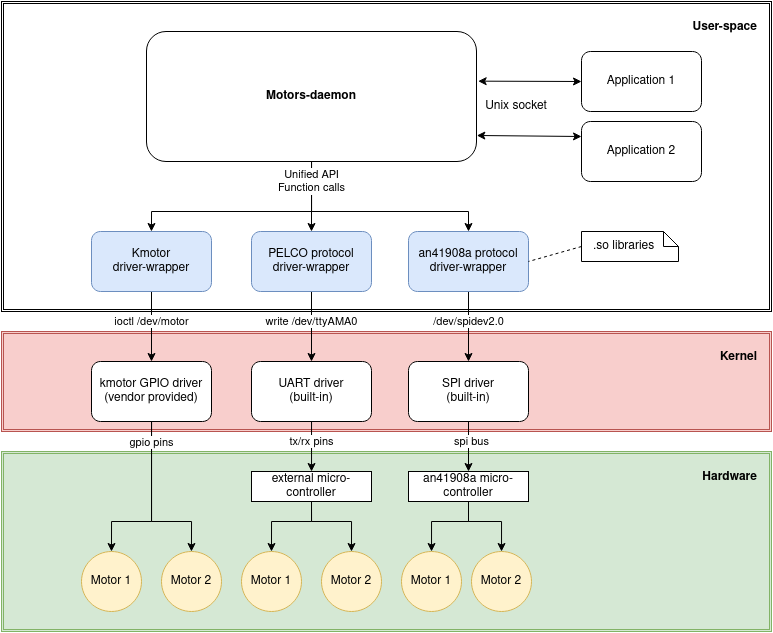 User-space
Motors-daemon
Application 1
Unix socket
Application 2
Unified API
Function calls
Kmotor
driver-wrapper
PELCO protocol
driver-wrapper
an41908a protocol
driver-wrapper
.so libraries
ioctl /dev/motor
write /dev/ttyAMA0
/dev/spidev2.0
Kernel
kmotor GPIO driver
(vendor provided)
UART driver
(built-in)
SPI driver
(built-in)
gpio pins
tx/rx pins
spi bus
Hardware
external micro-
controller
an41908a micro-
controller
Motor 1
Motor 2
Motor 1
Motor 2
Motor 1
Motor 2